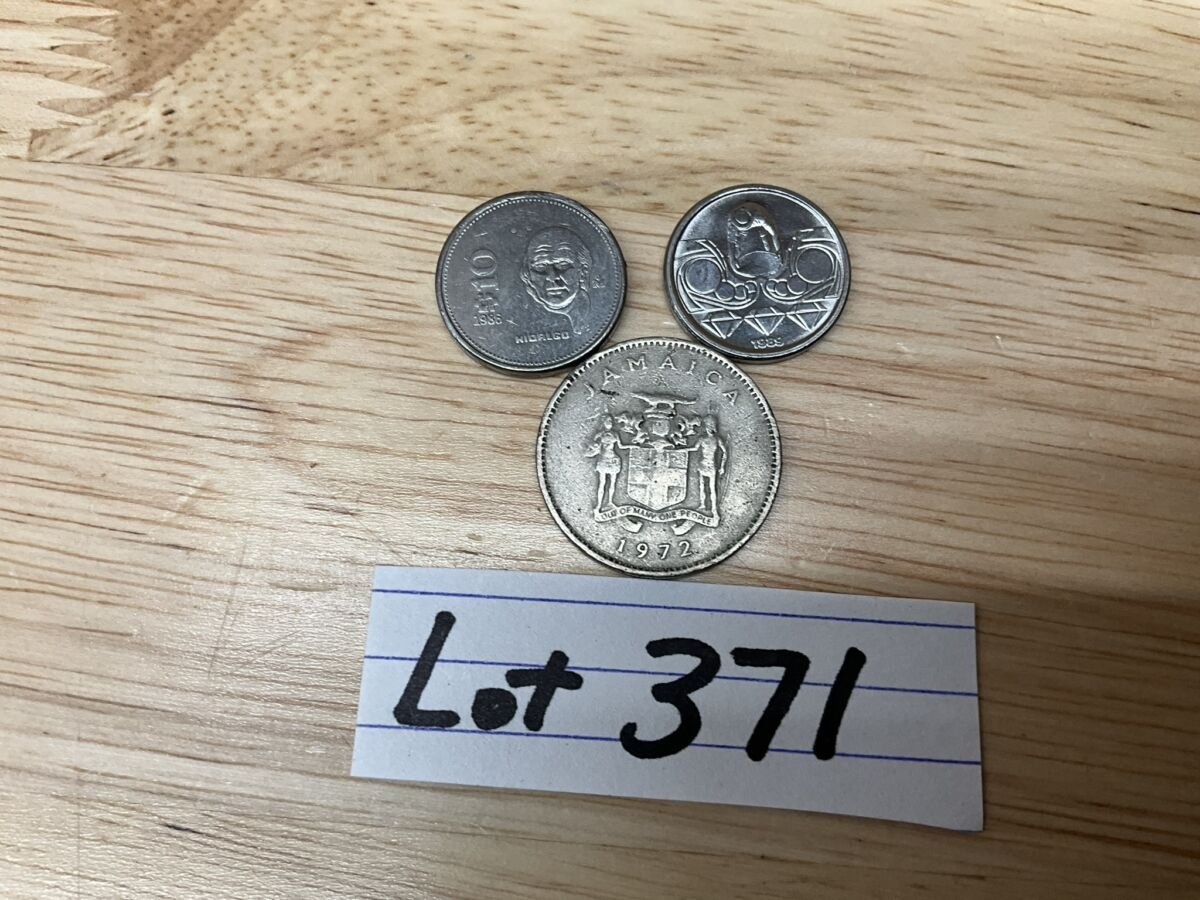 $10
1986
HIDALGO
1989
JAMAICA
OUT OF MANY ONE PEOPLE
1972
Lot 371